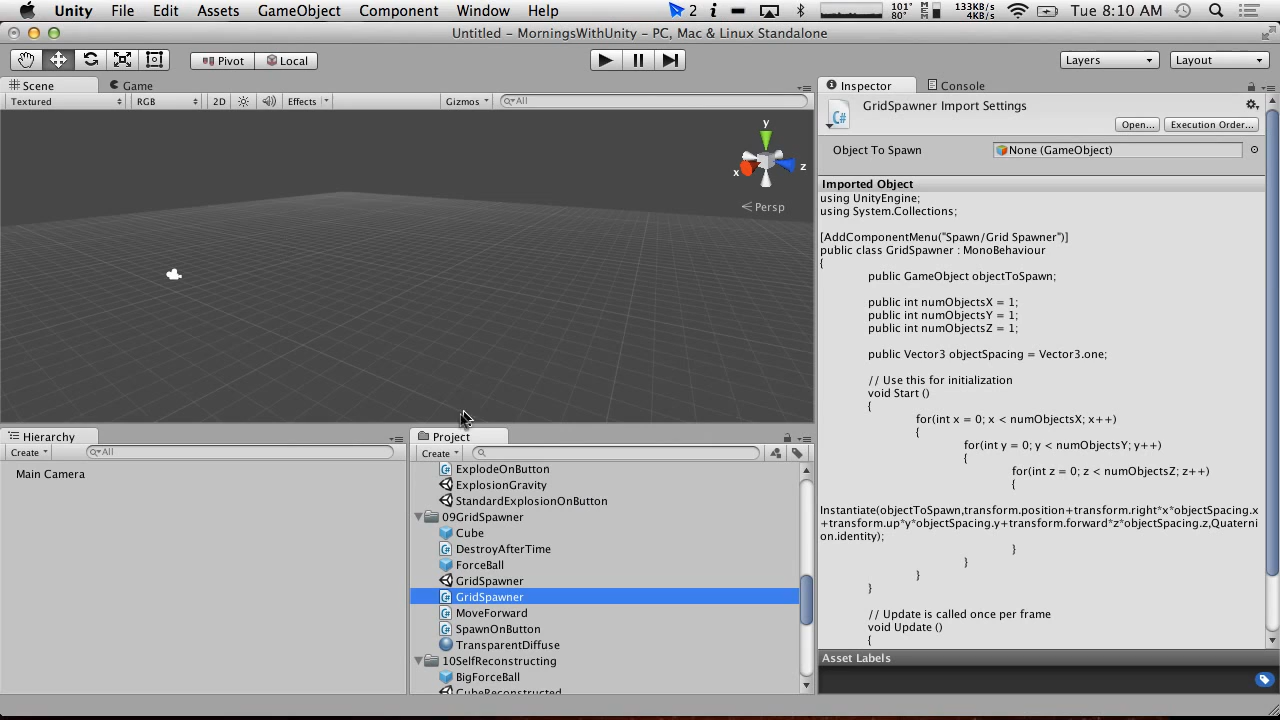 Unity File Edit Assets GameObject Component Window Help 2 101° 80° 133KB/s 4KB/s Tue 8:10 AM
Untitled - MorningsWithUnity - PC, Mac & Linux Standalone
Pivot Local Layers Layout
Scene Game
Textured RGB 2D Effects Gizmos All
y
x z
Persp
Hierarchy
Create All
Main Camera
Project
Create
ExplodeOnButton
ExplosionGravity
StandardExplosionOnButton
09GridSpawner
Cube
DestroyAfterTime
ForceBall
GridSpawner
GridSpawner
MoveForward
SpawnOnButton
TransparentDiffuse
10SelfReconstructing
BigForceBall
CubeReconstructed
Inspector Console
GridSpawner Import Settings
C#
Open... Execution Order...
Object To Spawn None (GameObject)
Imported Object
using UnityEngine;
using System.Collections;
[AddComponentMenu("Spawn/Grid Spawner")]
public class GridSpawner : MonoBehaviour
{
public GameObject objectToSpawn;
public int numObjectsX = 1;
public int numObjectsY = 1;
public int numObjectsZ = 1;
public Vector3 objectSpacing = Vector3.one;
// Use this for initialization
void Start ()
{
for(int x = 0; x < numObjectsX; x++)
{
for(int y = 0; y < numObjectsY; y++)
{
for(int z = 0; z < numObjectsZ; z++)
{
Instantiate(objectToSpawn,transform.position+transform.right*x*objectSpacing.x
+transform.up*y*objectSpacing.y+transform.forward*z*objectSpacing.z,Quaterni
on.identity);
}
}
}
}
// Update is called once per frame
void Update ()
{
Asset Labels